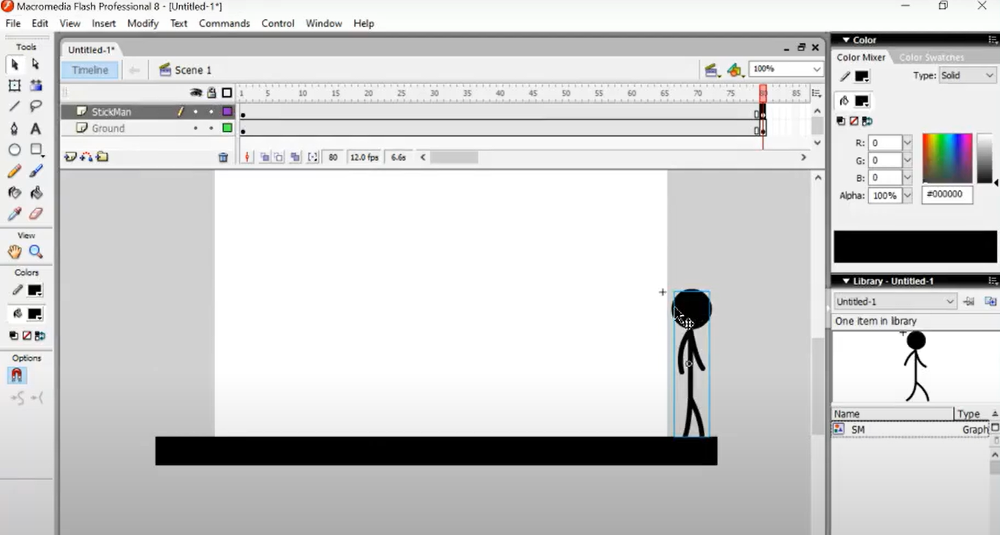 Macromedia Flash Professional 8 - [Untitled-1*]
File Edit View Insert Modify Text Commands Control Window Help
Tools
Untitled-1*
Timeline
Scene 1
100%
1 5 10 15 20 25 30 35 40 45 50 55 60 65 70 75 80 85
StickMan
Ground
80 12.0 fps 6.6s
View
Colors
Options
Color
Color Mixer Color Swatches
Type: Solid
R: 0
G: 0
B: 0
Alpha: 100% #000000
Library - Untitled-1
Untitled-1
One item in library
Name Type
SM Graph